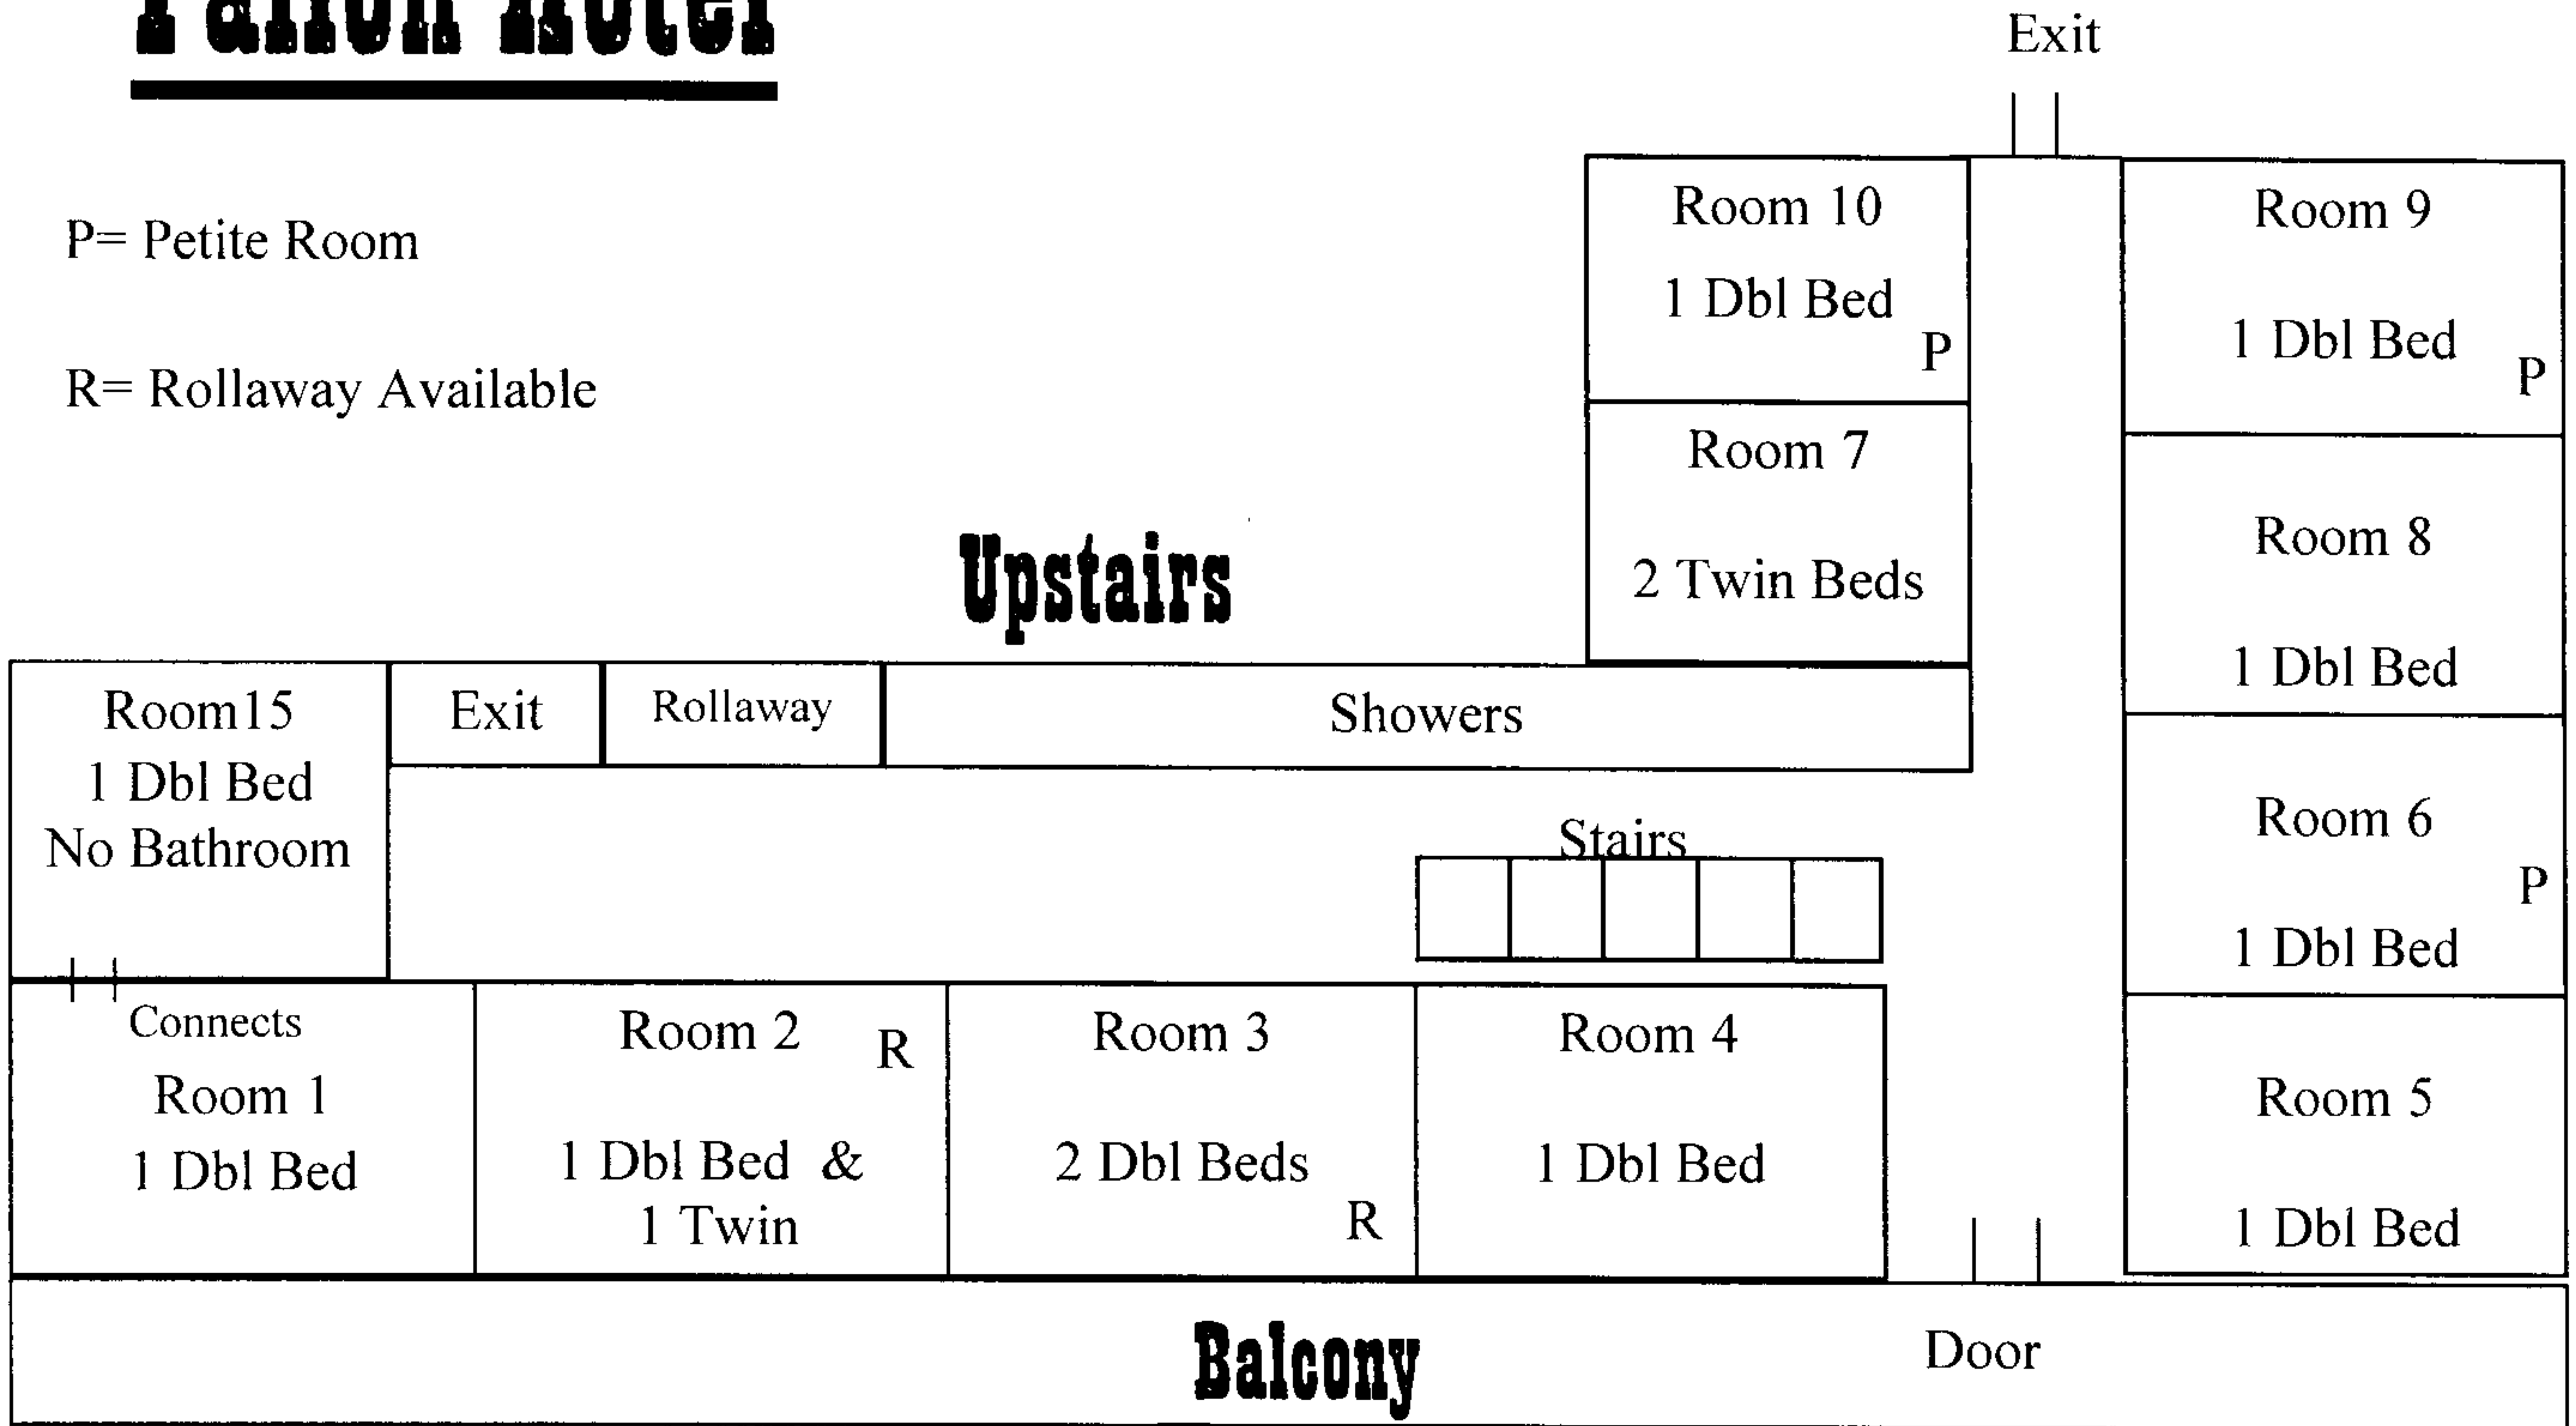 Fallon Hotel
Exit
P= Petite Room
R= Rollaway Available
Room 10
1 Dbl Bed
P
Room 9
1 Dbl Bed
P
Room 7
2 Twin Beds
Room 8
1 Dbl Bed
Upstairs
Room15
1 Dbl Bed
No Bathroom
Exit
Rollaway
Showers
Stairs
Room 6
P
1 Dbl Bed
Connects
Room 1
1 Dbl Bed
Room 2
R
1 Dbl Bed &
1 Twin
Room 3
2 Dbl Beds
R
Room 4
1 Dbl Bed
Room 5
1 Dbl Bed
Balcony
Door